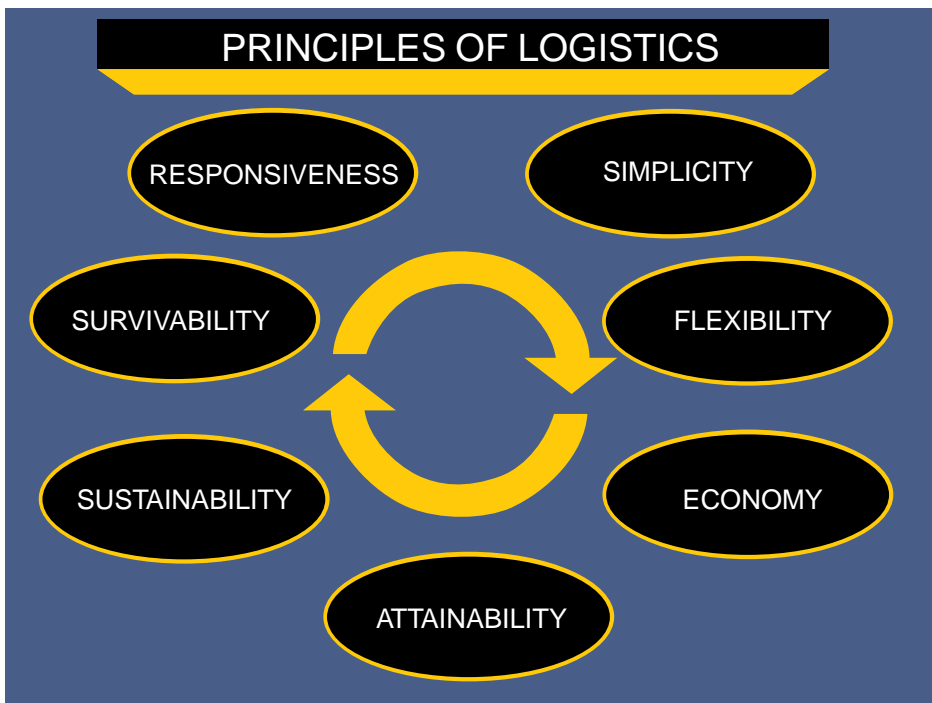 PRINCIPLES OF LOGISTICS
RESPONSIVENESS
SIMPLICITY
SURVIVABILITY
FLEXIBILITY
SUSTAINABILITY
ECONOMY
ATTAINABILITY